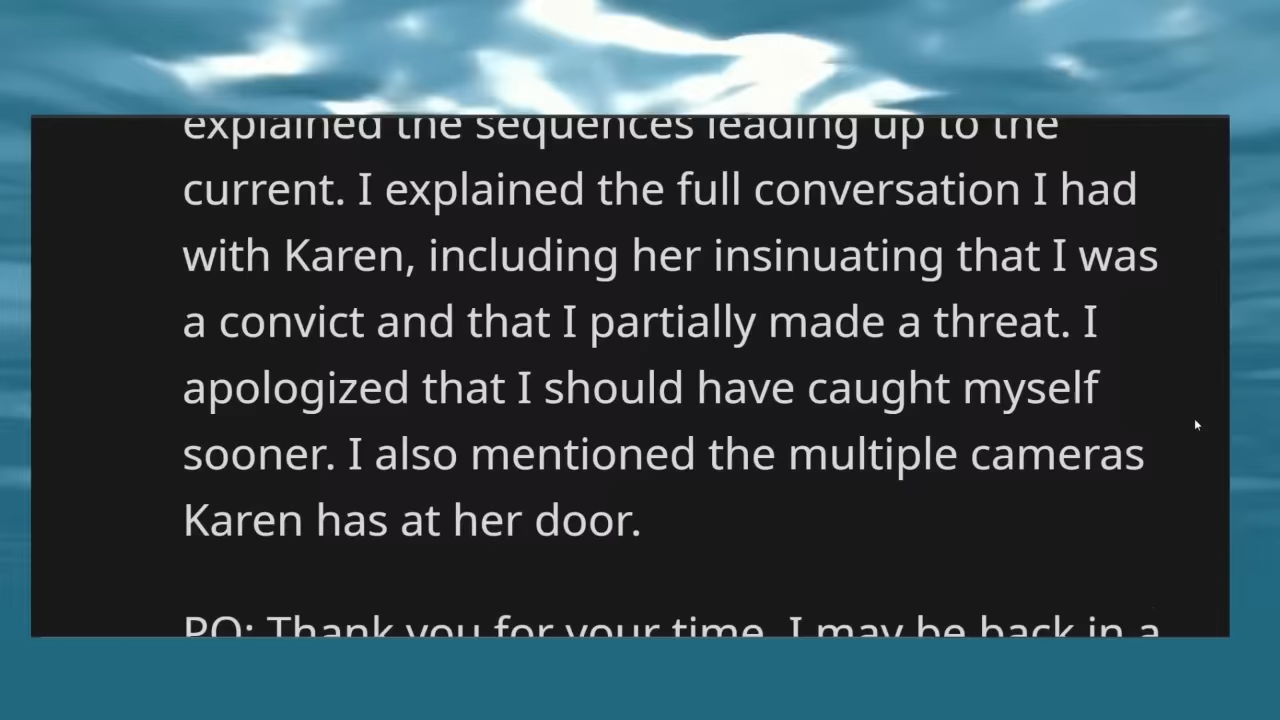 explained the sequences leading up to the
current. I explained the full conversation I had
with Karen, including her insinuating that I was
a convict and that I partially made a threat. I
apologized that I should have caught myself
sooner. I also mentioned the multiple cameras
Karen has at her door.
PO: Thank you for your time. I may be back in a